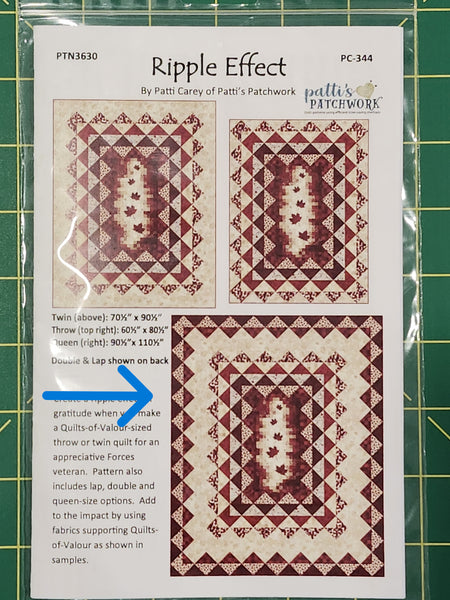 PTN3630
PC-344
Ripple Effect
By Patti Carey of Patti's Patchwork
patti's
PATCHWORK
Twin (above): 70½" x 90½"
Throw (top right): 60½" x 80½"
Queen (right): 90½" x 110½"
Double & Lap shown on back
Create a ripple effec
gratitude when y make
a Quilts-of-Valour-sized
throw or twin quilt for an
appreciative Forces
veteran. Pattern also
includes lap, double and
queen-size options. Add
to the impact by using
fabrics supporting Quilts-
of-Valour as shown in
samples.